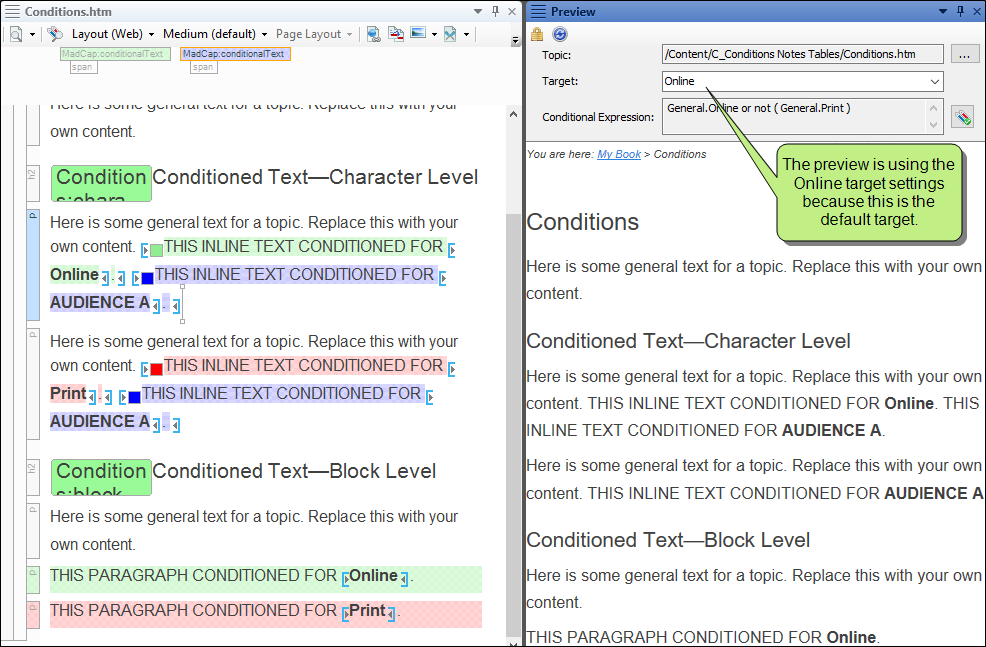 Conditions.htm
Layout (Web)
Medium (default)
Page Layout
MadCap:conditionalText
MadCap:conditionalText
span
span
Here is some general text for a topic. Replace this with your
own content.
h2
Condition
s:chara
Conditioned Text—Character Level
p
Here is some general text for a topic. Replace this with your
own content. THIS INLINE TEXT CONDITIONED FOR
Online. THIS INLINE TEXT CONDITIONED FOR
AUDIENCE A.
p
Here is some general text for a topic. Replace this with your
own content. THIS INLINE TEXT CONDITIONED FOR
Print. THIS INLINE TEXT CONDITIONED FOR
AUDIENCE A.
h2
Condition
s:block
Conditioned Text—Block Level
p
Here is some general text for a topic. Replace this with your
own content.
p
THIS PARAGRAPH CONDITIONED FOR Online.
p
THIS PARAGRAPH CONDITIONED FOR Print.
Preview
Topic:
/Content/C_Conditions Notes Tables/Conditions.htm
...
Target:
Online
Conditional Expression:
General.Online or not ( General.Print )
You are here: My Book > Conditions
The preview is using the
Online target settings
because this is the
default target.
Conditions
Here is some general text for a topic. Replace this with your own
content.
Conditioned Text—Character Level
Here is some general text for a topic. Replace this with your own
content. THIS INLINE TEXT CONDITIONED FOR Online. THIS
INLINE TEXT CONDITIONED FOR AUDIENCE A.
Here is some general text for a topic. Replace this with your own
content. THIS INLINE TEXT CONDITIONED FOR AUDIENCE A
Conditioned Text—Block Level
Here is some general text for a topic. Replace this with your own
content.
THIS PARAGRAPH CONDITIONED FOR Online.